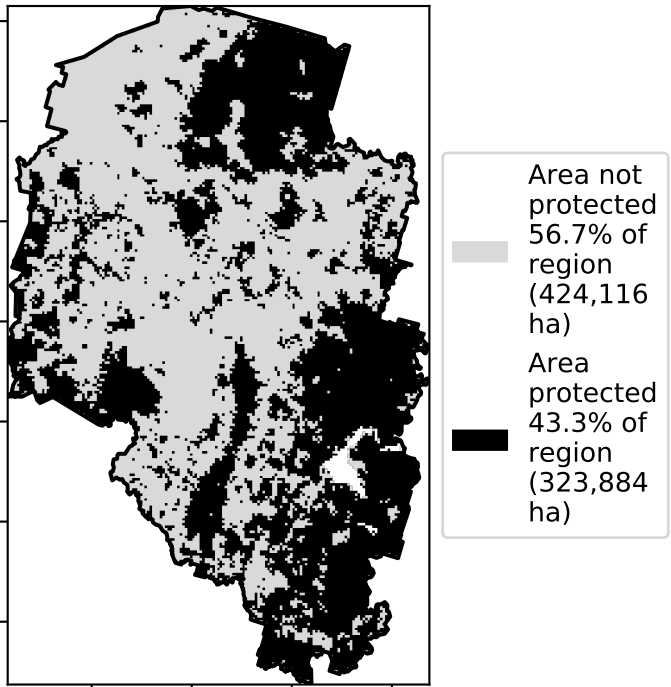 Area not
protected
56.7% of
region
(424,116
ha)
Area
protected
43.3% of
region
(323,884
ha)